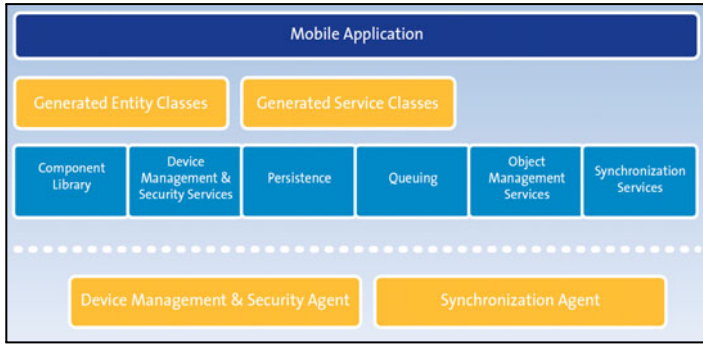 Mobile Application
Generated Entity Classes
Generated Service Classes
Component
Library
Device
Management &
Security Services
Persistence
Queuing
Object
Management
Services
Synchronization
Services
Device Management & Security Agent
Synchronization Agent